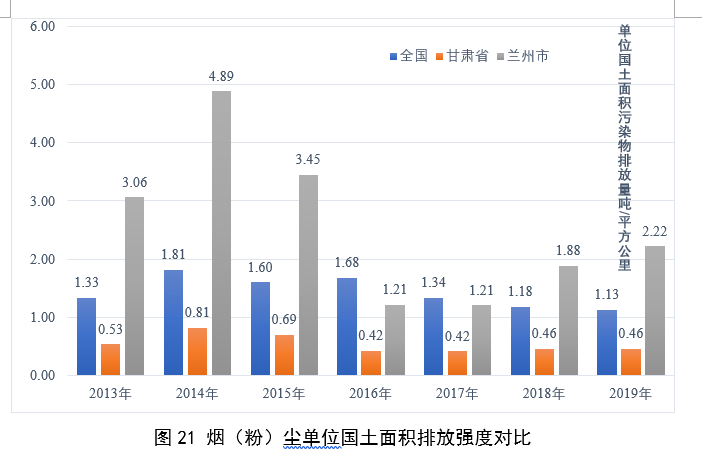 6.00
5.00
4.00
3.00
2.00
1.00
0.00
全国 甘肃省 兰州市
单位国土面积污染物排放量吨/平方公里
1.33 0.53 3.06
1.81 0.81 4.89
1.60 0.69 3.45
1.68 0.42 1.21
1.34 0.42 1.21
1.18 0.46 1.88
1.13 0.46 2.22
2013年 2014年 2015年 2016年 2017年 2018年 2019年
图 21 烟（粉）尘单位国土面积排放强度对比